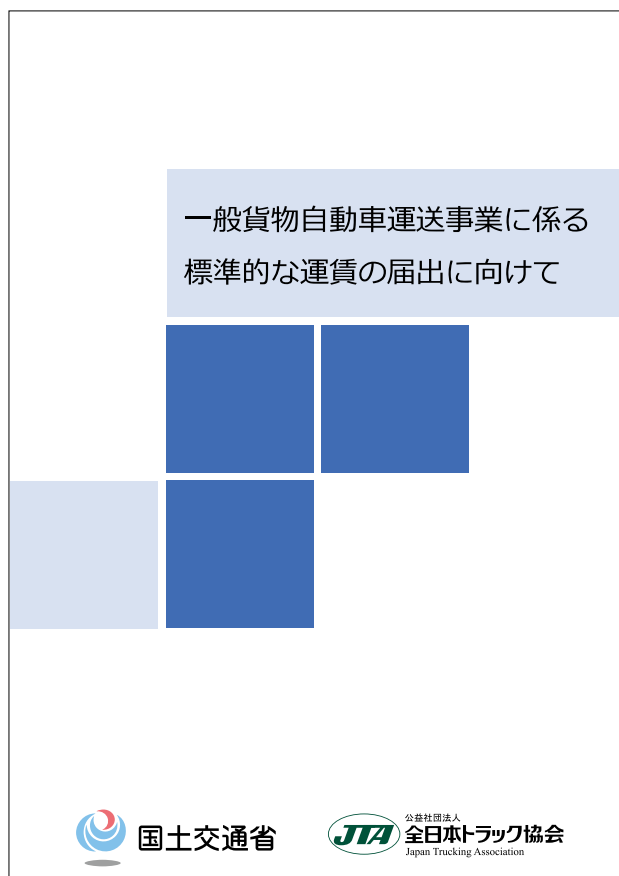 一般貨物自動車運送事業に係る
標準的な運賃の届出に向けて
国土交通省
JTA
公益社団法人
全日本トラック協会
Japan Trucking Association